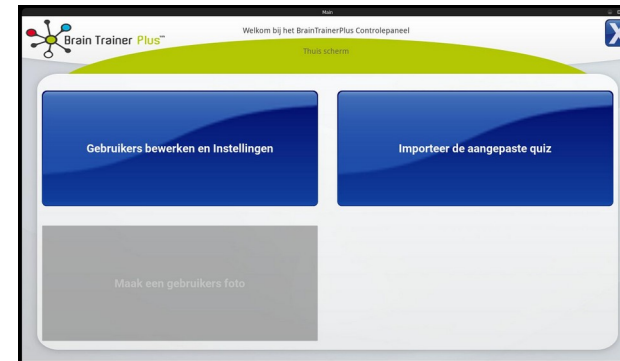 Main
Brain Trainer Plus™
Welkom bij het BrainTrainerPlus Controlepaneel
Thuis scherm
X
Gebruikers bewerken en Instellingen
Importeer de aangepaste quiz
Maak een gebruikers foto